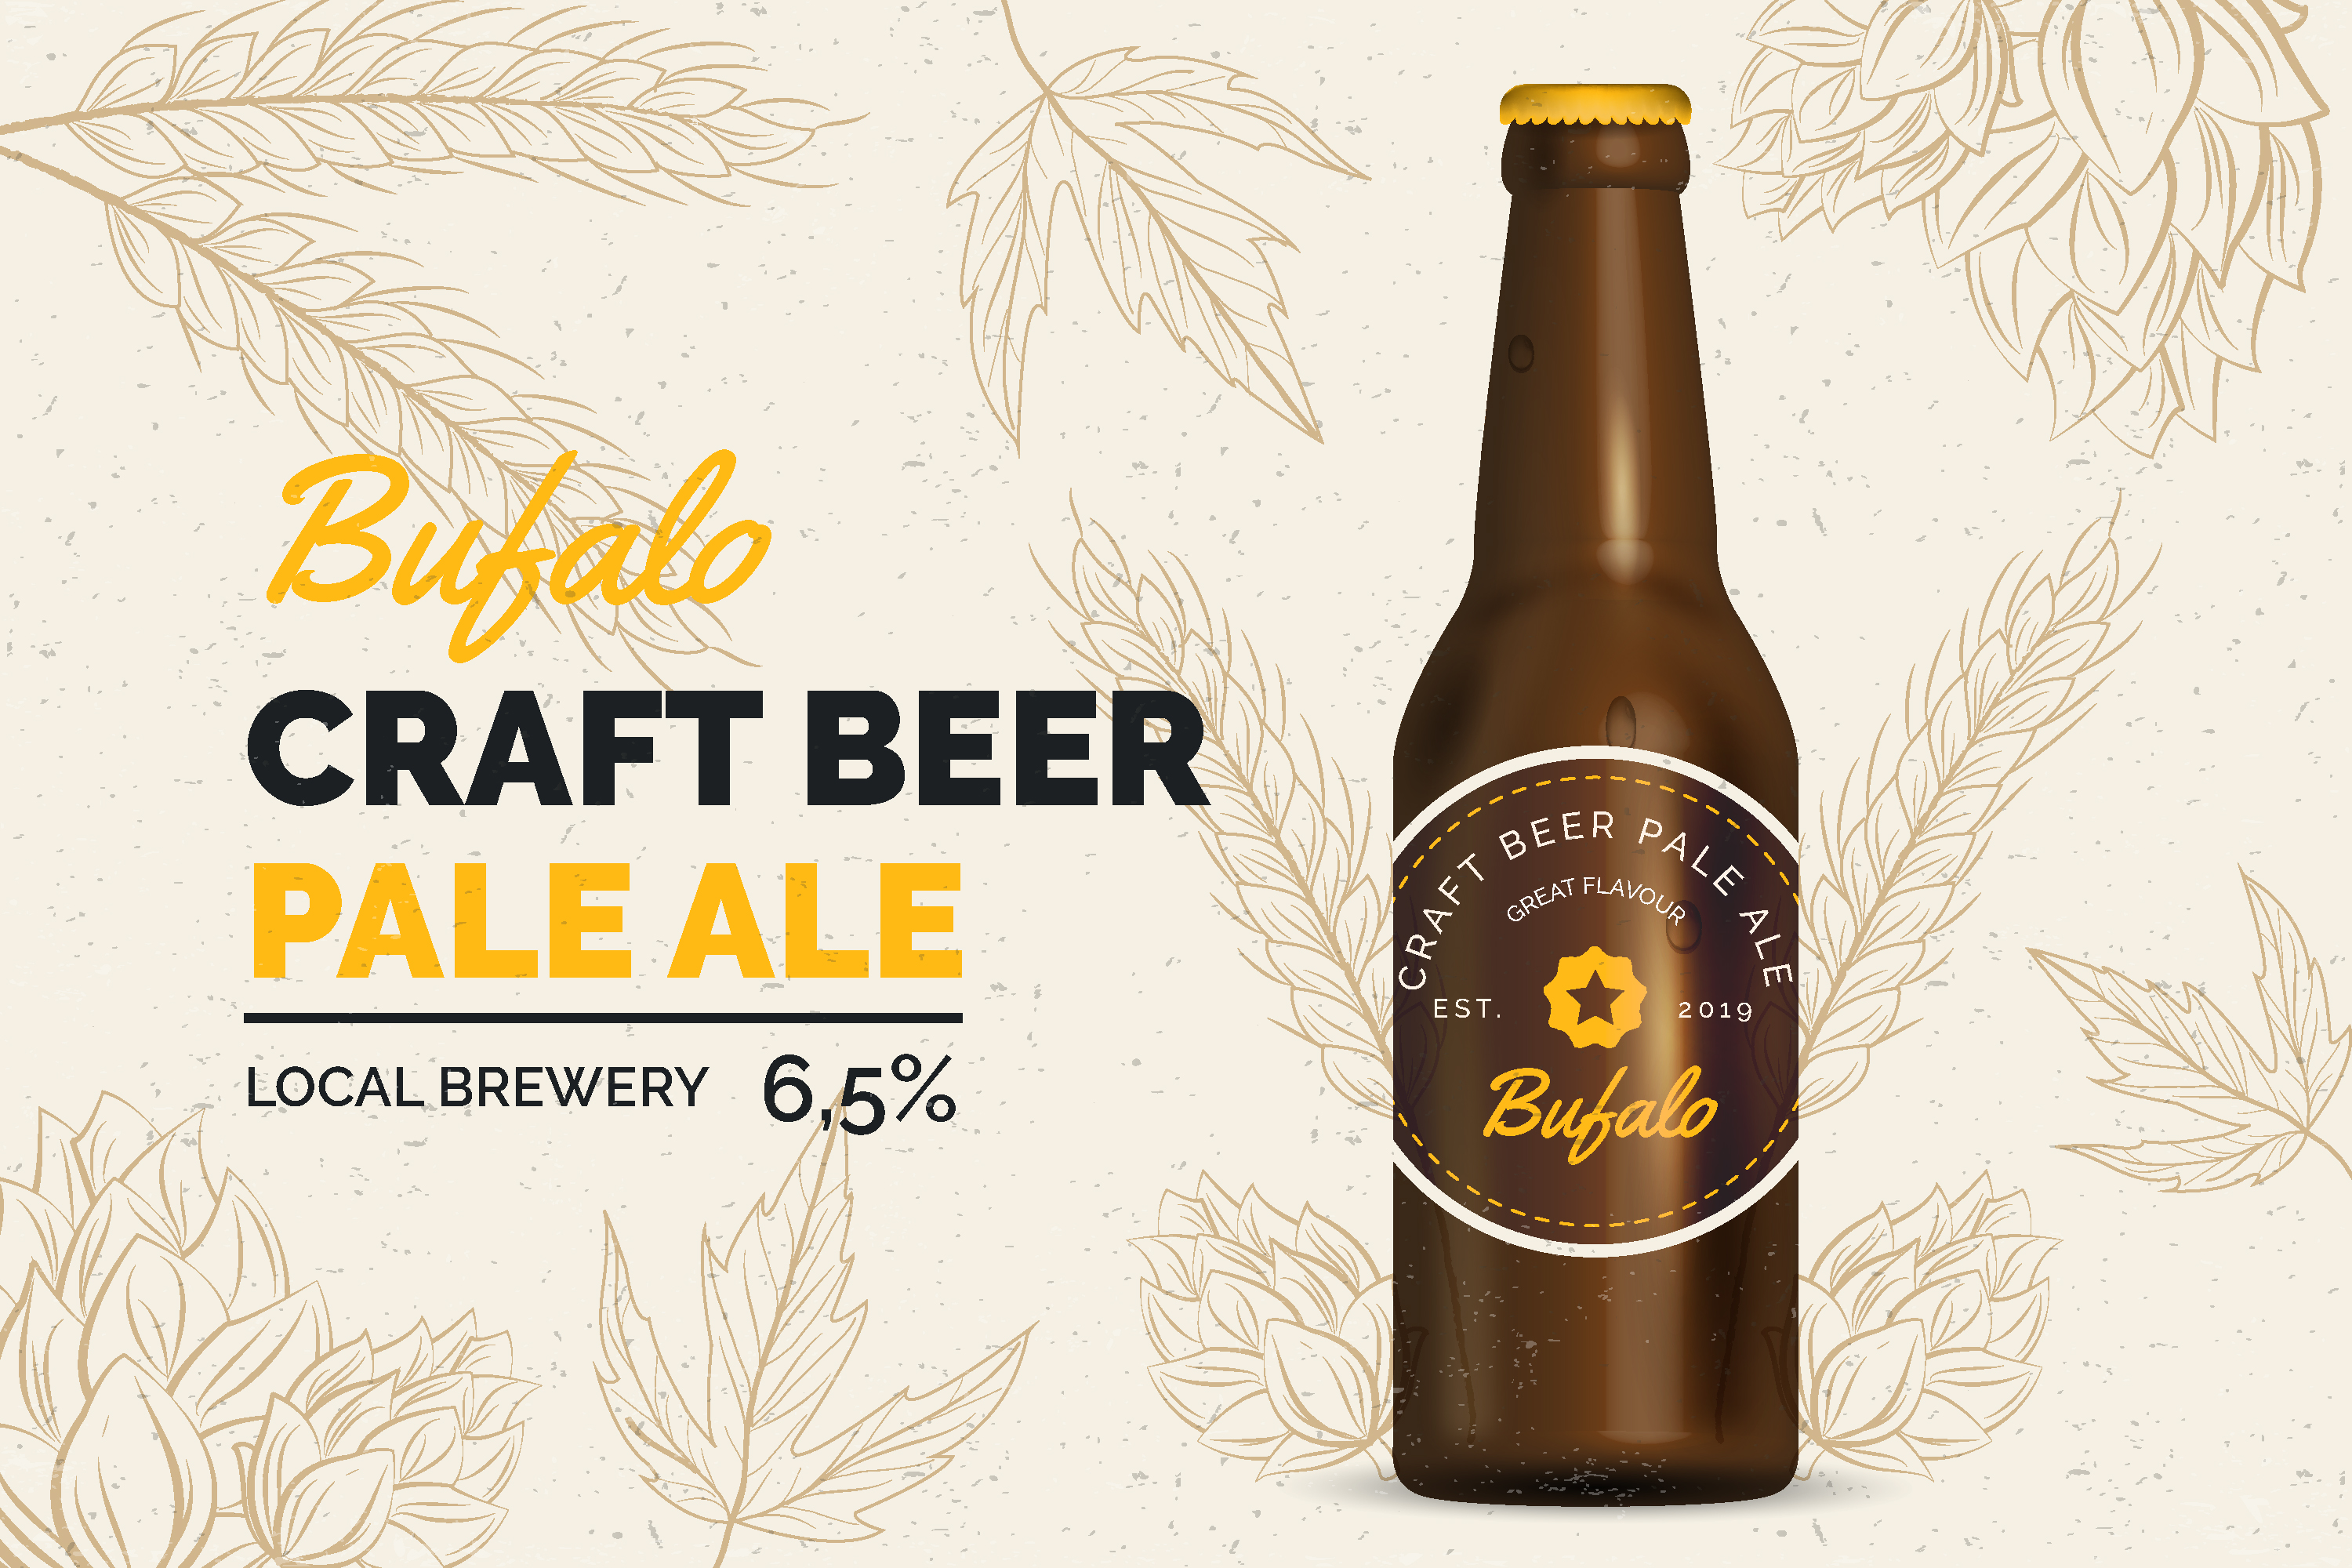 Bufalo
CRAFT BEER
PALE ALE
LOCAL BREWERY 6,5%
CRAFT BEER PALE ALE
GREAT FLAVOUR
EST. 2019
Bufalo